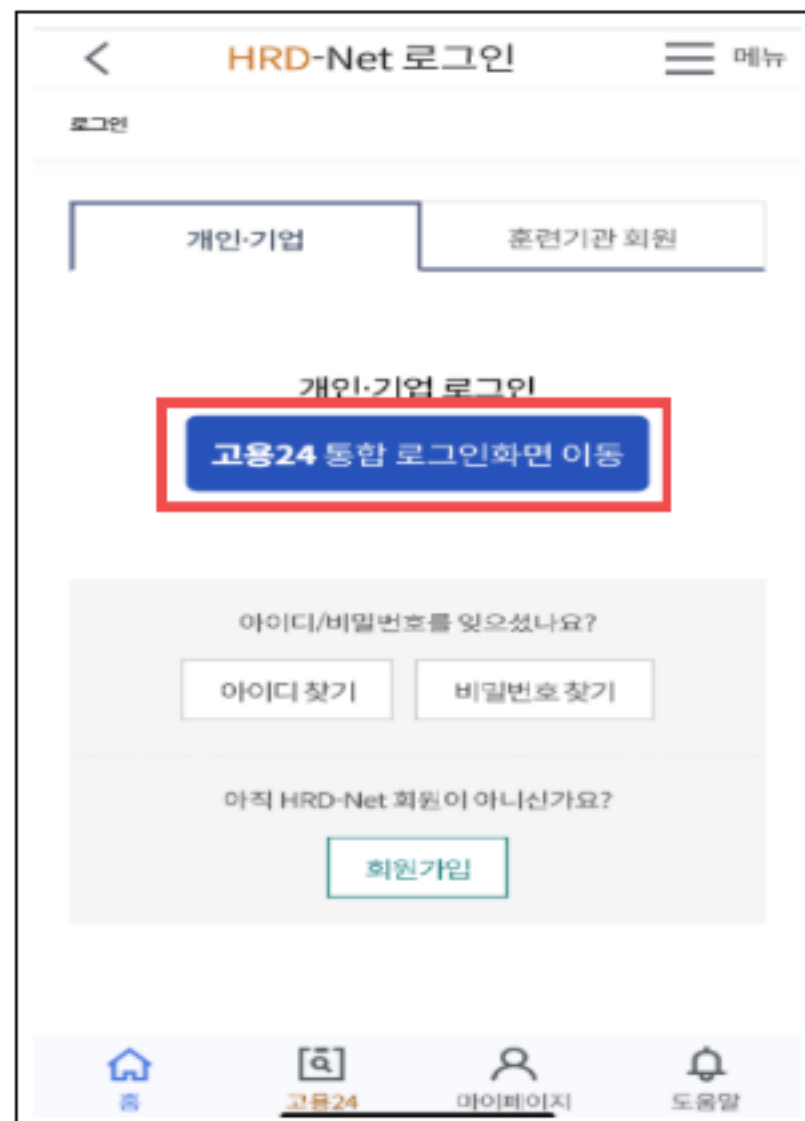 HRD-Net 로그인
메뉴
로그인
개인·기업
훈련기관 회원
개인·기업 로그인
고용24 통합 로그인화면 이동
아이디/비밀번호를 잊으셨나요?
아이디 찾기
비밀번호 찾기
아직 HRD-Net 회원이 아니신가요?
회원가입
홈
고용24
마이페이지
도움말